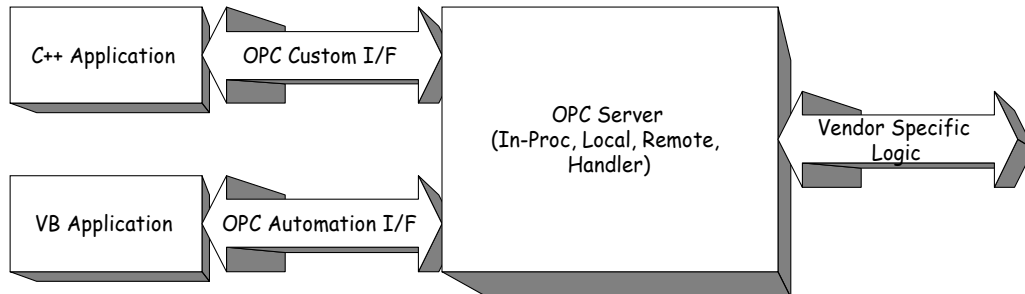 C++ Application
OPC Custom I/F
OPC Server
(In-Proc, Local, Remote,
Handler)
Vendor Specific
Logic
VB Application
OPC Automation I/F